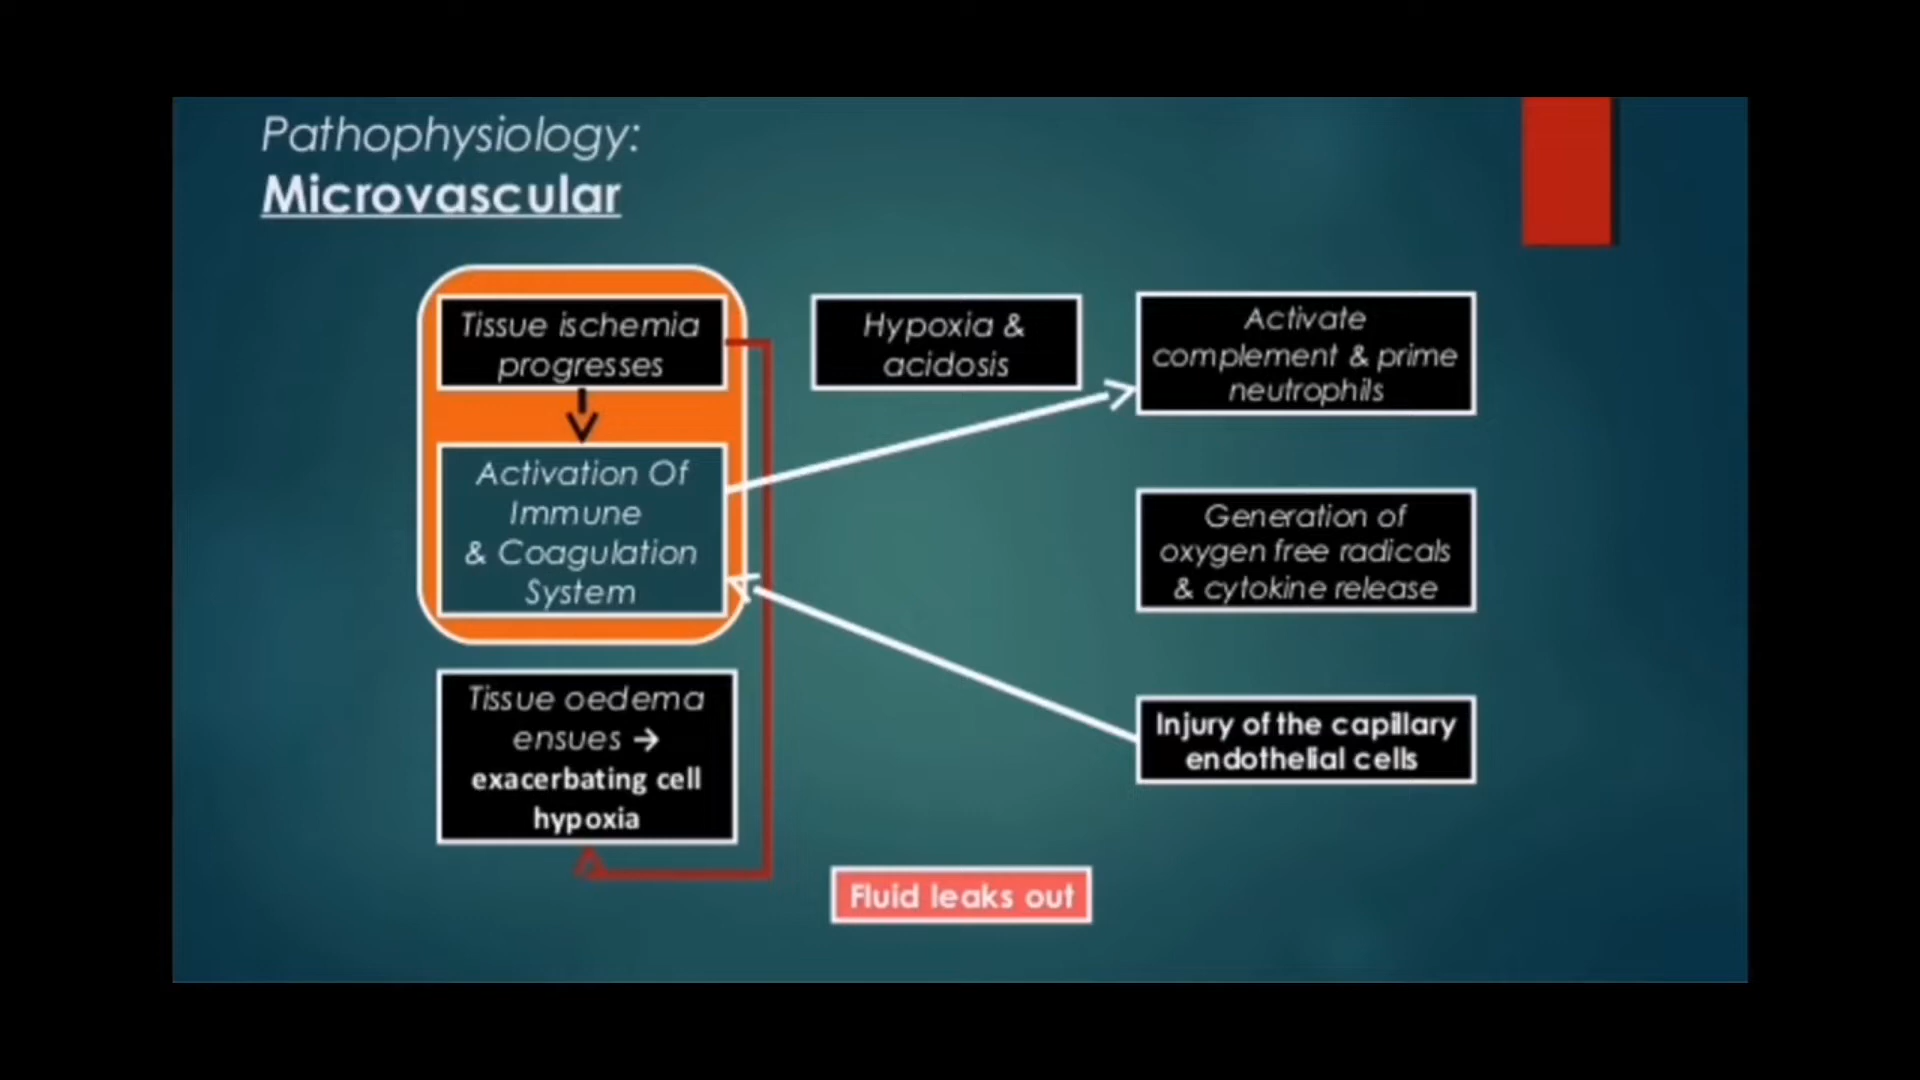 Pathophysiology:
Microvascular
Tissue ischemia
progresses
Hypoxia &
acidosis
Activate
complement & prime
neutrophils
Activation Of
Immune
& Coagulation
System
Generation of
oxygen free radicals
& cytokine release
Tissue oedema
ensues →
exacerbating cell
hypoxia
Injury of the capillary
endothelial cells
Fluid leaks out